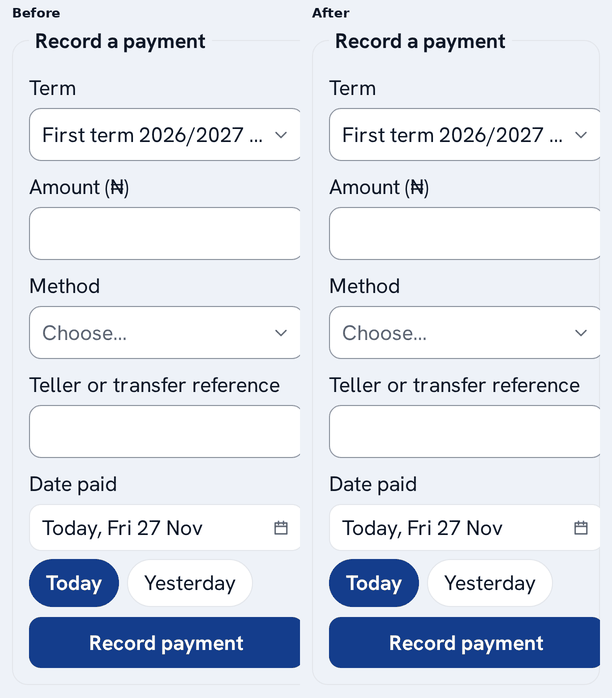 Before
Record a payment
Term
First term 2026/2027 ...
Amount (₦)
Method
Choose...
Teller or transfer reference
Date paid
Today, Fri 27 Nov
Today
Yesterday
Record payment
After
Record a payment
Term
First term 2026/2027 ...
Amount (₦)
Method
Choose...
Teller or transfer reference
Date paid
Today, Fri 27 Nov
Today
Yesterday
Record payment